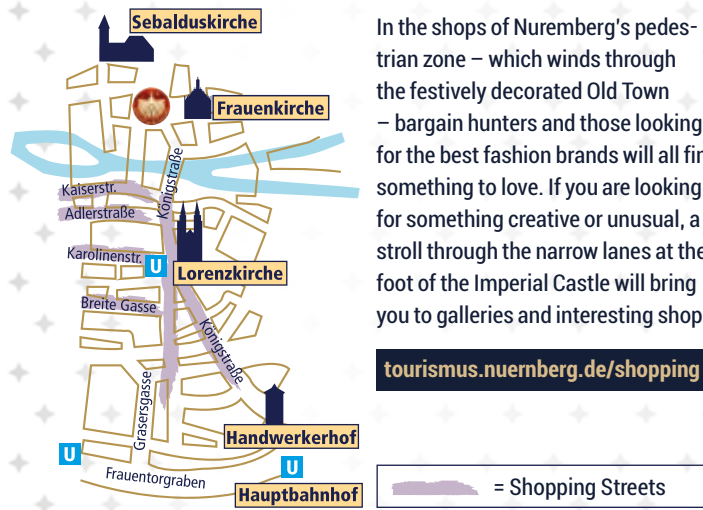 Sebalduskirche
Frauenkirche
Königstraße
Kaiserstr.
Adlerstraße
Karolinenstr.
U
Lorenzkirche
Breite Gasse
Königstraße
Grasersgasse
Handwerkerhof
U
U
Frauentorgraben
Hauptbahnhof
In the shops of Nuremberg's pedes-
trian zone – which winds through
the festively decorated Old Town
– bargain hunters and those looking
for the best fashion brands will all fin
something to love. If you are looking
for something creative or unusual, a
stroll through the narrow lanes at the
foot of the Imperial Castle will bring
you to galleries and interesting shop
tourismus.nuernberg.de/shopping
= Shopping Streets